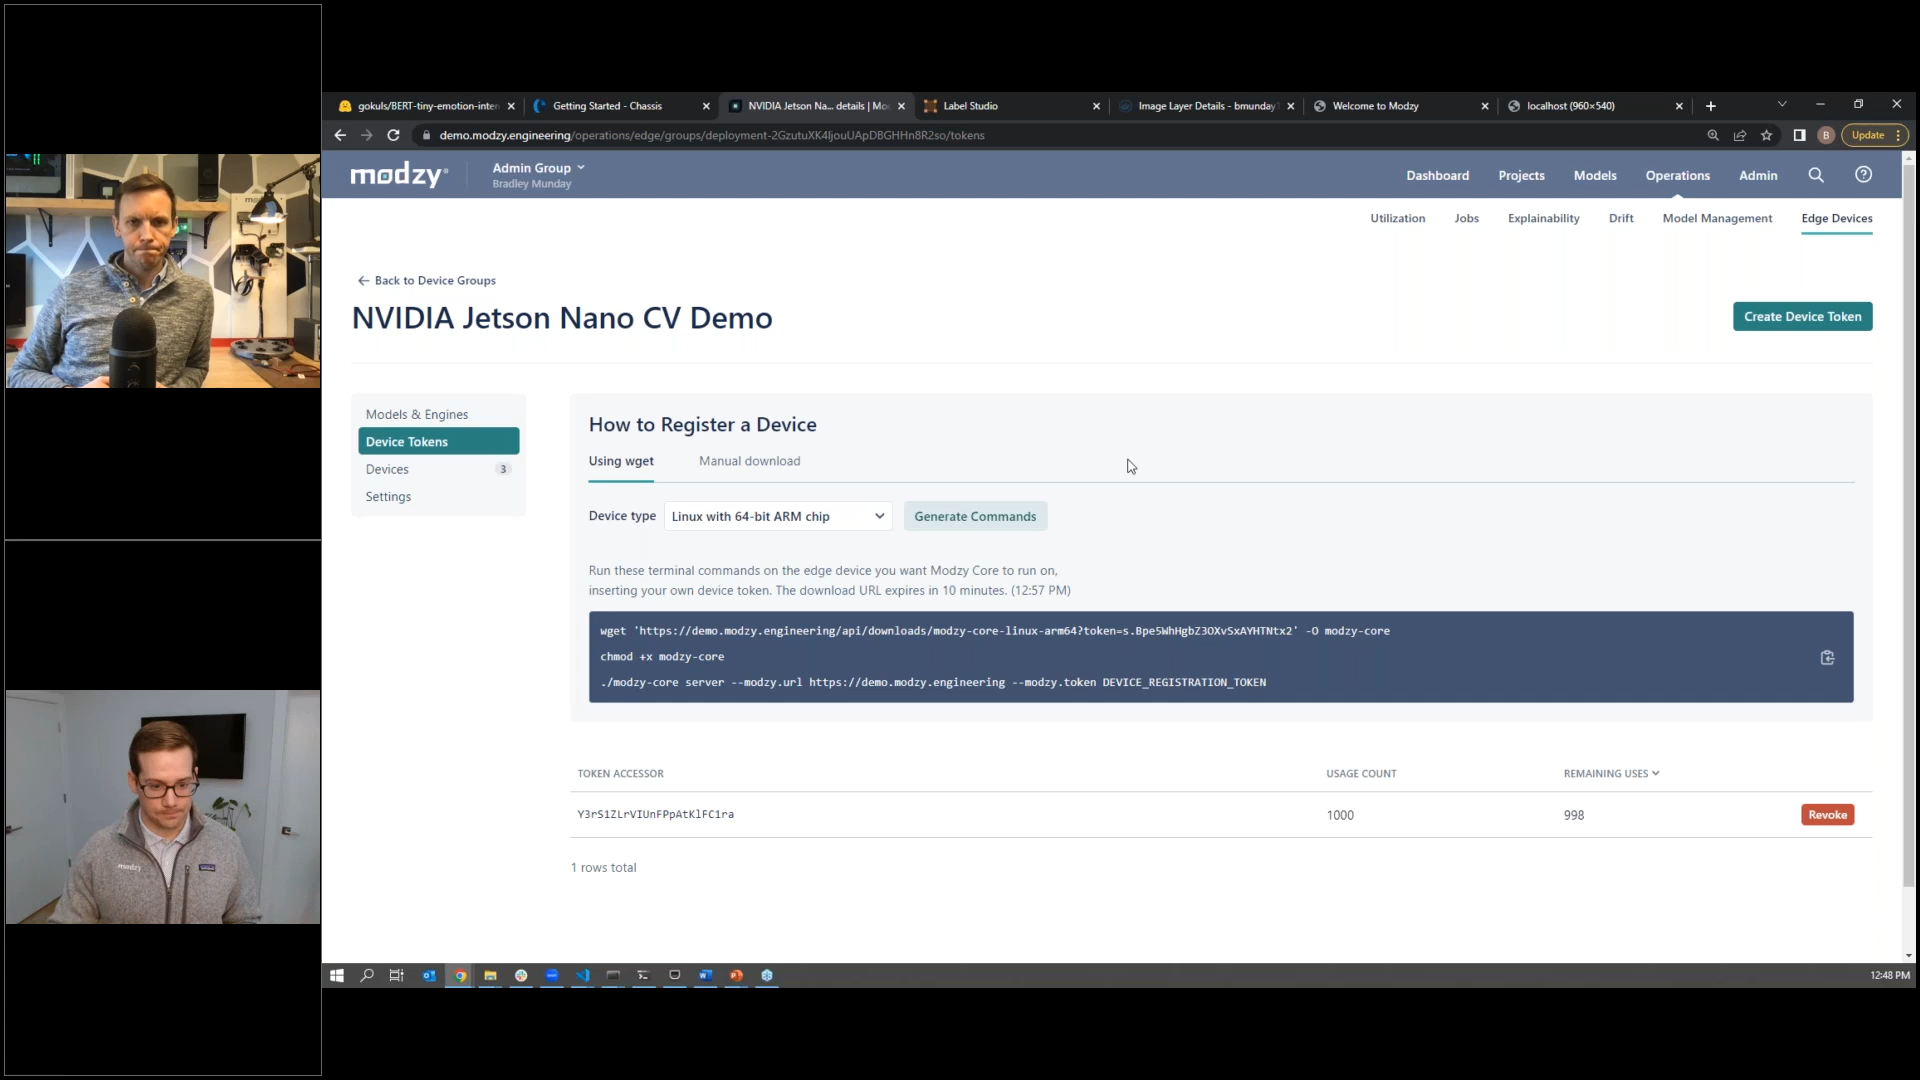 gokuls/BERT-tiny-emotion-inten
Getting Started - Chassis
NVIDIA Jetson Na... details | Mo
Label Studio
Image Layer Details - bmunday
Welcome to Modzy
localhost (960×540)
demo.modzy.engineering/operations/edge/groups/deployment-2GzutuXK4IjouUApDBGHHn8R2so/tokens
B
Update
modzy
Admin Group
Bradley Munday
Dashboard
Projects
Models
Operations
Admin
Utilization
Jobs
Explainability
Drift
Model Management
Edge Devices
Back to Device Groups
NVIDIA Jetson Nano CV Demo
Create Device Token
Models & Engines
Device Tokens
Devices 3
Settings
How to Register a Device
Using wget
Manual download
Device type
Linux with 64-bit ARM chip
Generate Commands
Run these terminal commands on the edge device you want Modzy Core to run on,
inserting your own device token. The download URL expires in 10 minutes. (12:57 PM)
wget 'https://demo.modzy.engineering/api/downloads/modzy-core-linux-arm64?token=s.Bpe5WhHgbZ3OXvSxAYHTNtx2' -O modzy-core
chmod +x modzy-core
./modzy-core server --modzy.url https://demo.modzy.engineering --modzy.token DEVICE_REGISTRATION_TOKEN
TOKEN ACCESSOR
USAGE COUNT
REMAINING USES
Y3rS1ZLrVIUnFPpAtKlFC1ra
1000
998
Revoke
1 rows total
12:48 PM
modzy